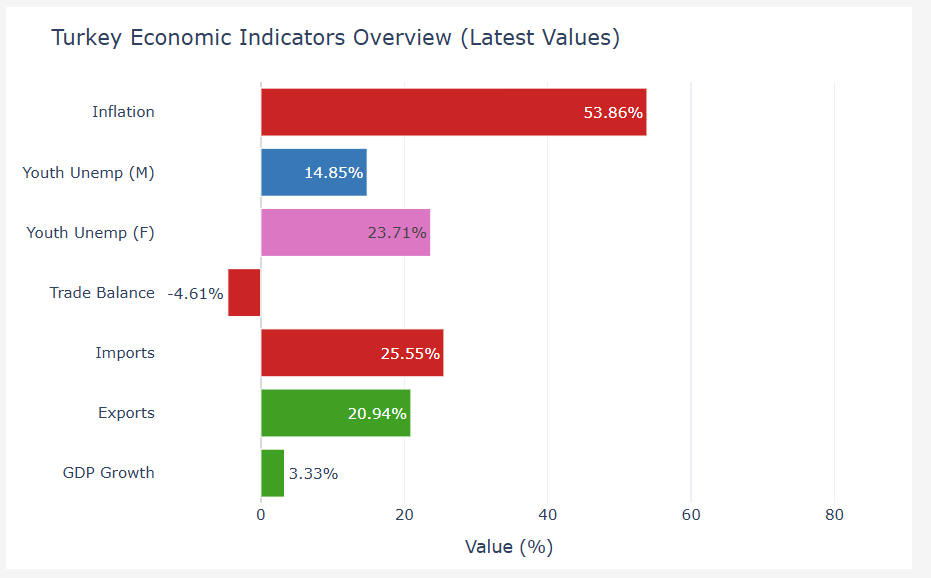 Turkey Economic Indicators Overview (Latest Values)
Inflation 53.86%
Youth Unemp (M) 14.85%
Youth Unemp (F) 23.71%
Trade Balance -4.61%
Imports 25.55%
Exports 20.94%
GDP Growth 3.33%
0 20 40 60 80
Value (%)